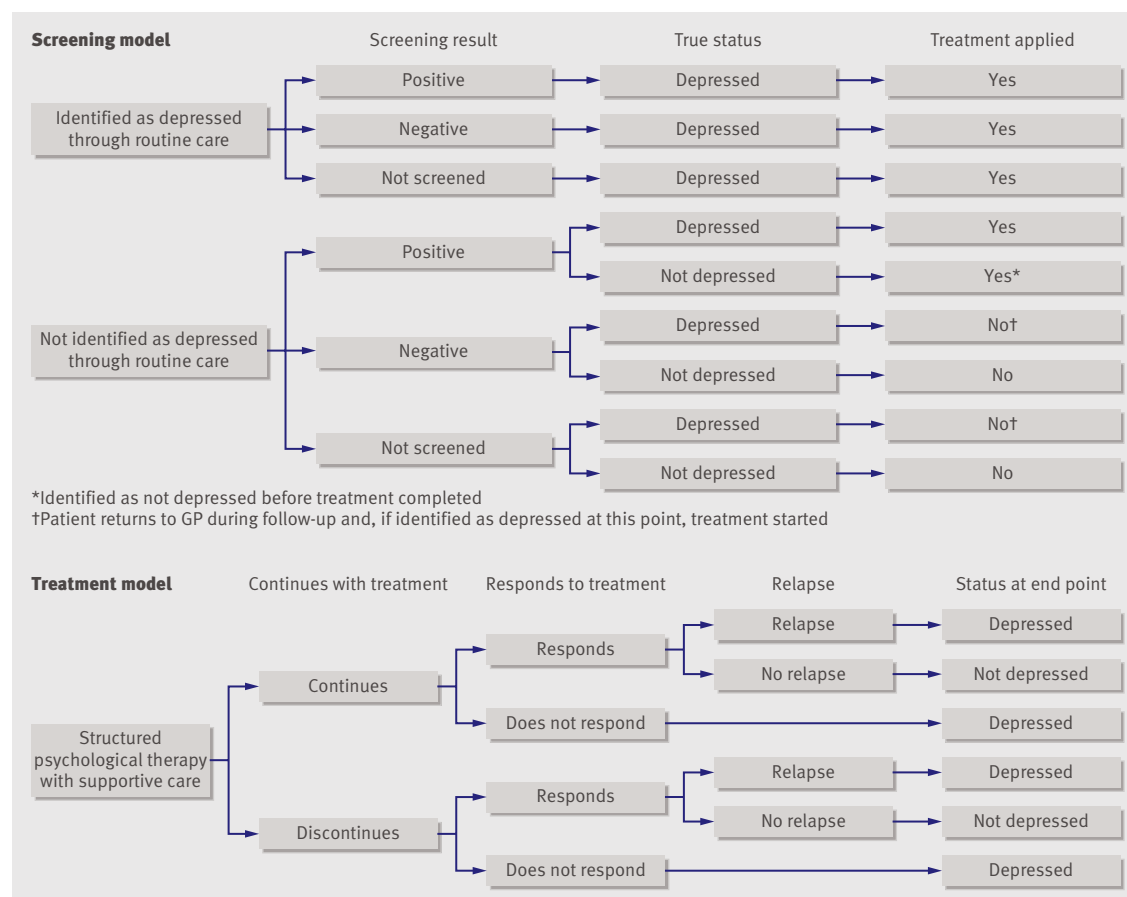 Screening model
Screening result
True status
Treatment applied
Identified as depressed
through routine care
Positive
Depressed
Yes
Negative
Depressed
Yes
Not screened
Depressed
Yes
Not identified as depressed
through routine care
Positive
Depressed
Yes
Not depressed
Yes*
Negative
Depressed
No†
Not depressed
No
Not screened
Depressed
No†
Not depressed
No
*Identified as not depressed before treatment completed
†Patient returns to GP during follow-up and, if identified as depressed at this point, treatment started
Treatment model
Continues with treatment
Responds to treatment
Relapse
Status at end point
Structured
psychological therapy
with supportive care
Continues
Responds
Relapse
Depressed
No relapse
Not depressed
Does not respond
Depressed
Discontinues
Responds
Relapse
Depressed
No relapse
Not depressed
Does not respond
Depressed